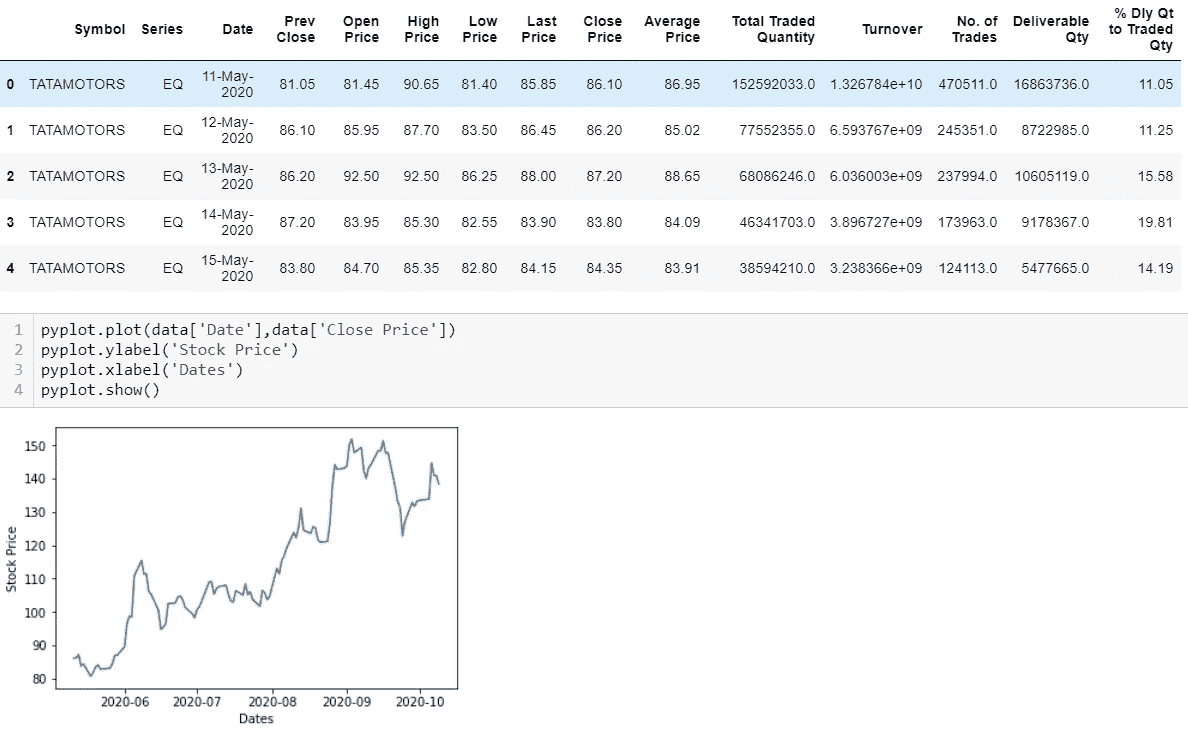 Symbol Series Date Prev Close Open Price High Price Low Price Last Price Close Price Average Price Total Traded Quantity Turnover No. of Trades Deliverable Qty % Dly Qt to Traded Qty
0 TATAMOTORS EQ 11-May-2020 81.05 81.45 90.65 81.40 85.85 86.10 86.95 152592033.0 1.326784e+10 470511.0 16863736.0 11.05
1 TATAMOTORS EQ 12-May-2020 86.10 85.95 87.70 83.50 86.45 86.20 85.02 77552355.0 6.593767e+09 245351.0 8722985.0 11.25
2 TATAMOTORS EQ 13-May-2020 86.20 92.50 92.50 86.25 88.00 87.20 88.65 68086246.0 6.036003e+09 237994.0 10605119.0 15.58
3 TATAMOTORS EQ 14-May-2020 87.20 83.95 85.30 82.55 83.90 83.80 84.09 46341703.0 3.896727e+09 173963.0 9178367.0 19.81
4 TATAMOTORS EQ 15-May-2020 83.80 84.70 85.35 82.80 84.15 84.35 83.91 38594210.0 3.238366e+09 124113.0 5477665.0 14.19
1 pyplot.plot(data['Date'],data['Close Price'])
2 pyplot.ylabel('Stock Price')
3 pyplot.xlabel('Dates')
4 pyplot.show()
150
140
130
120
110
100
90
80
Stock Price
2020-06 2020-07 2020-08 2020-09 2020-10
Dates